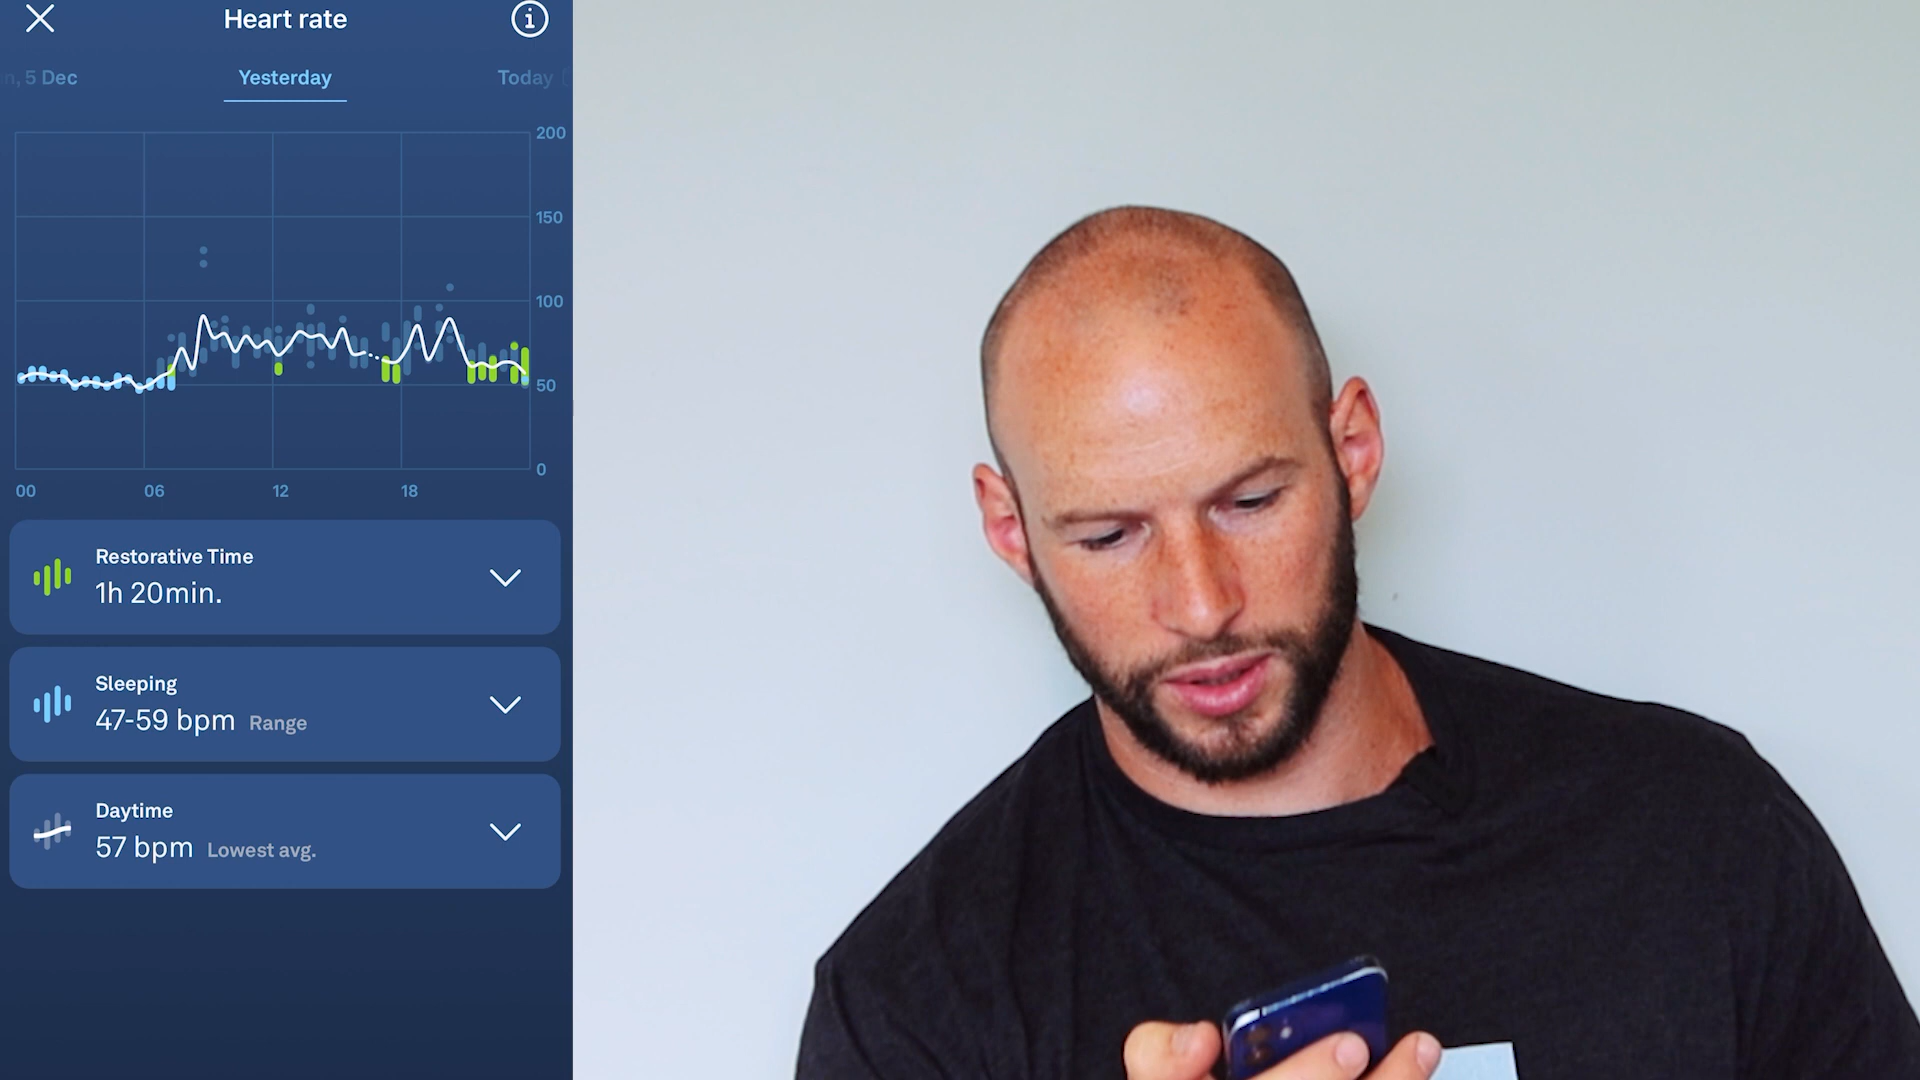 Heart rate
n, 5 Dec Yesterday Today
200
150
100
50
0
00 06 12 18
Restorative Time
1h 20min.
Sleeping
47-59 bpm Range
Daytime
57 bpm Lowest avg.